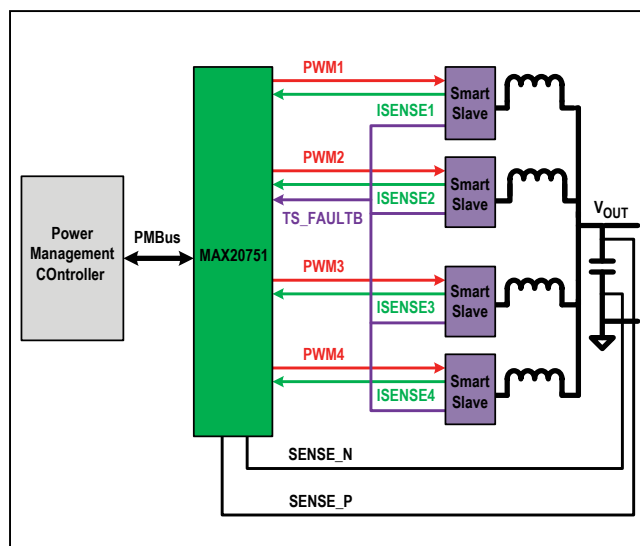 PWM1
ISENSE1
Smart
Slave
PWM2
ISENSE2
Smart
Slave
TS_FAULTB
VOUT
Power
Management
COntroller
PMBus
MAX20751
PWM3
ISENSE3
Smart
Slave
PWM4
ISENSE4
Smart
Slave
SENSE_N
SENSE_P